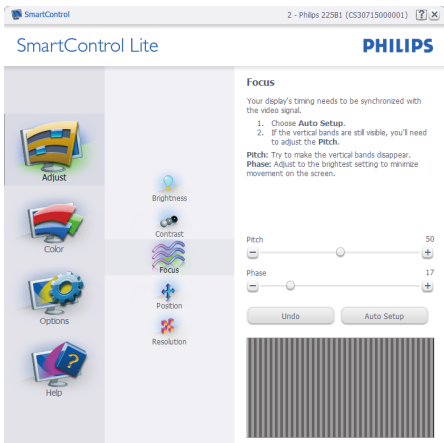 SmartControl
2 - Philips 225B1 (CS30715000001)
SmartControl Lite
PHILIPS
Adjust
Color
Options
Help
Brightness
Contrast
Focus
Position
Resolution
Focus
Your display's timing needs to be synchronized with
the video signal.
1. Choose Auto Setup.
2. If the vertical bands are still visible, you'll need
to adjust the Pitch.
Pitch: Try to make the vertical bands disappear.
Phase: Adjust to the brightest setting to minimize
movement on the screen.
Pitch 50
Phase 17
Undo Auto Setup